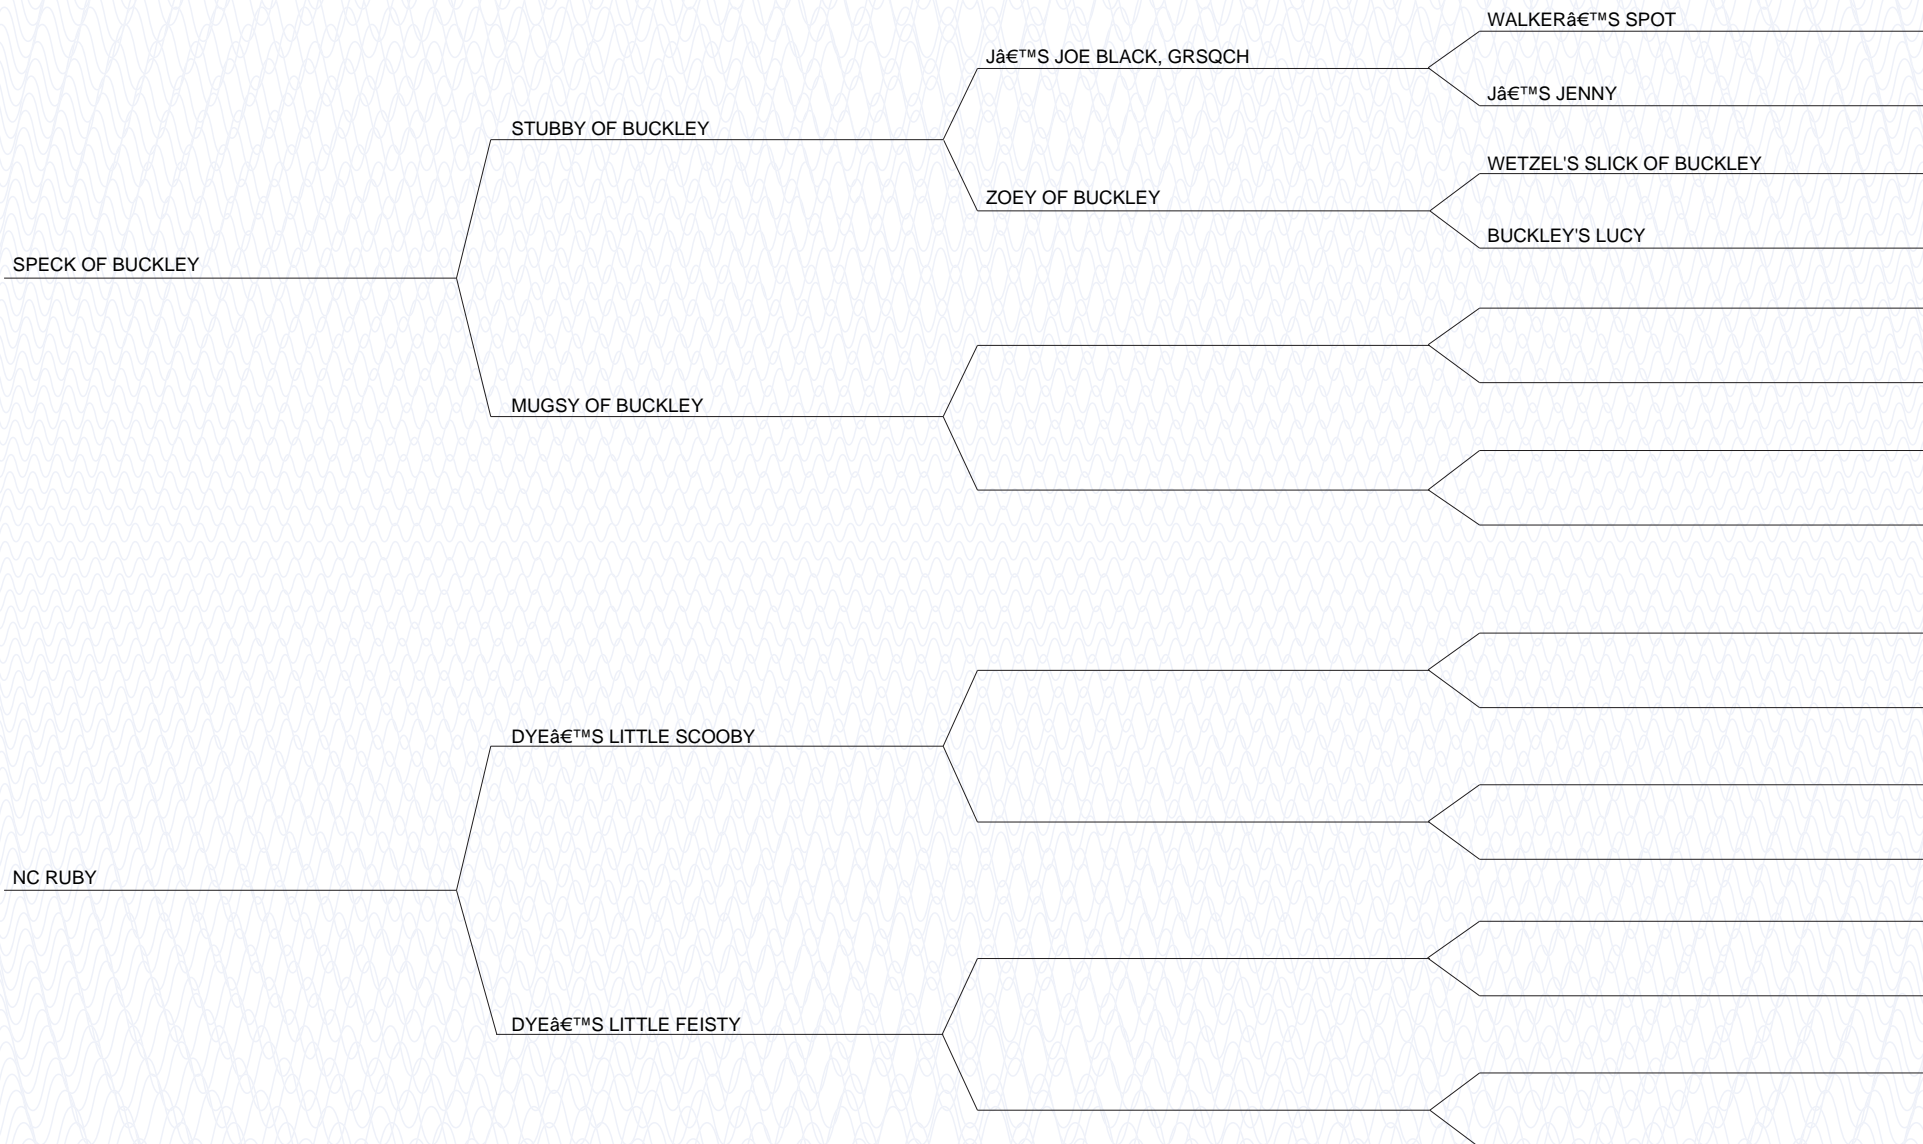 WALKERâ€™S SPOT
Jâ€™S JOE BLACK, GRSQCH
Jâ€™S JENNY
STUBBY OF BUCKLEY
WETZEL'S SLICK OF BUCKLEY
ZOEY OF BUCKLEY
BUCKLEY'S LUCY
SPECK OF BUCKLEY
MUGSY OF BUCKLEY
DYEâ€™S LITTLE SCOOBY
NC RUBY
DYEâ€™S LITTLE FEISTY